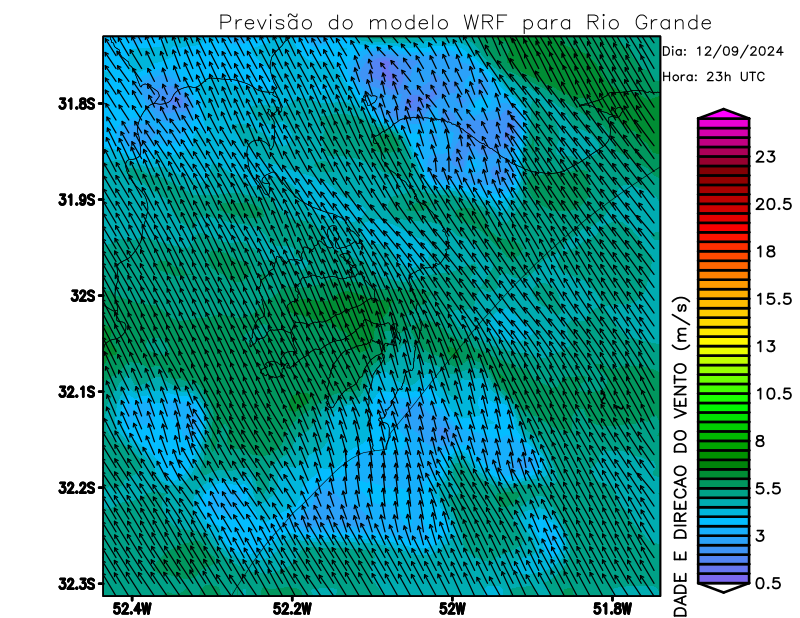 Previsão do modelo WRF para Rio Grande
Dia: 12/09/2024
Hora: 23h UTC
31.8S
31.9S
32S
32.1S
32.2S
32.3S
52.4W
52.2W
52W
51.8W
23
20.5
18
15.5
13
10.5
8
5.5
3
0.5
DADE E DIRECAO DO VENTO (m/s)